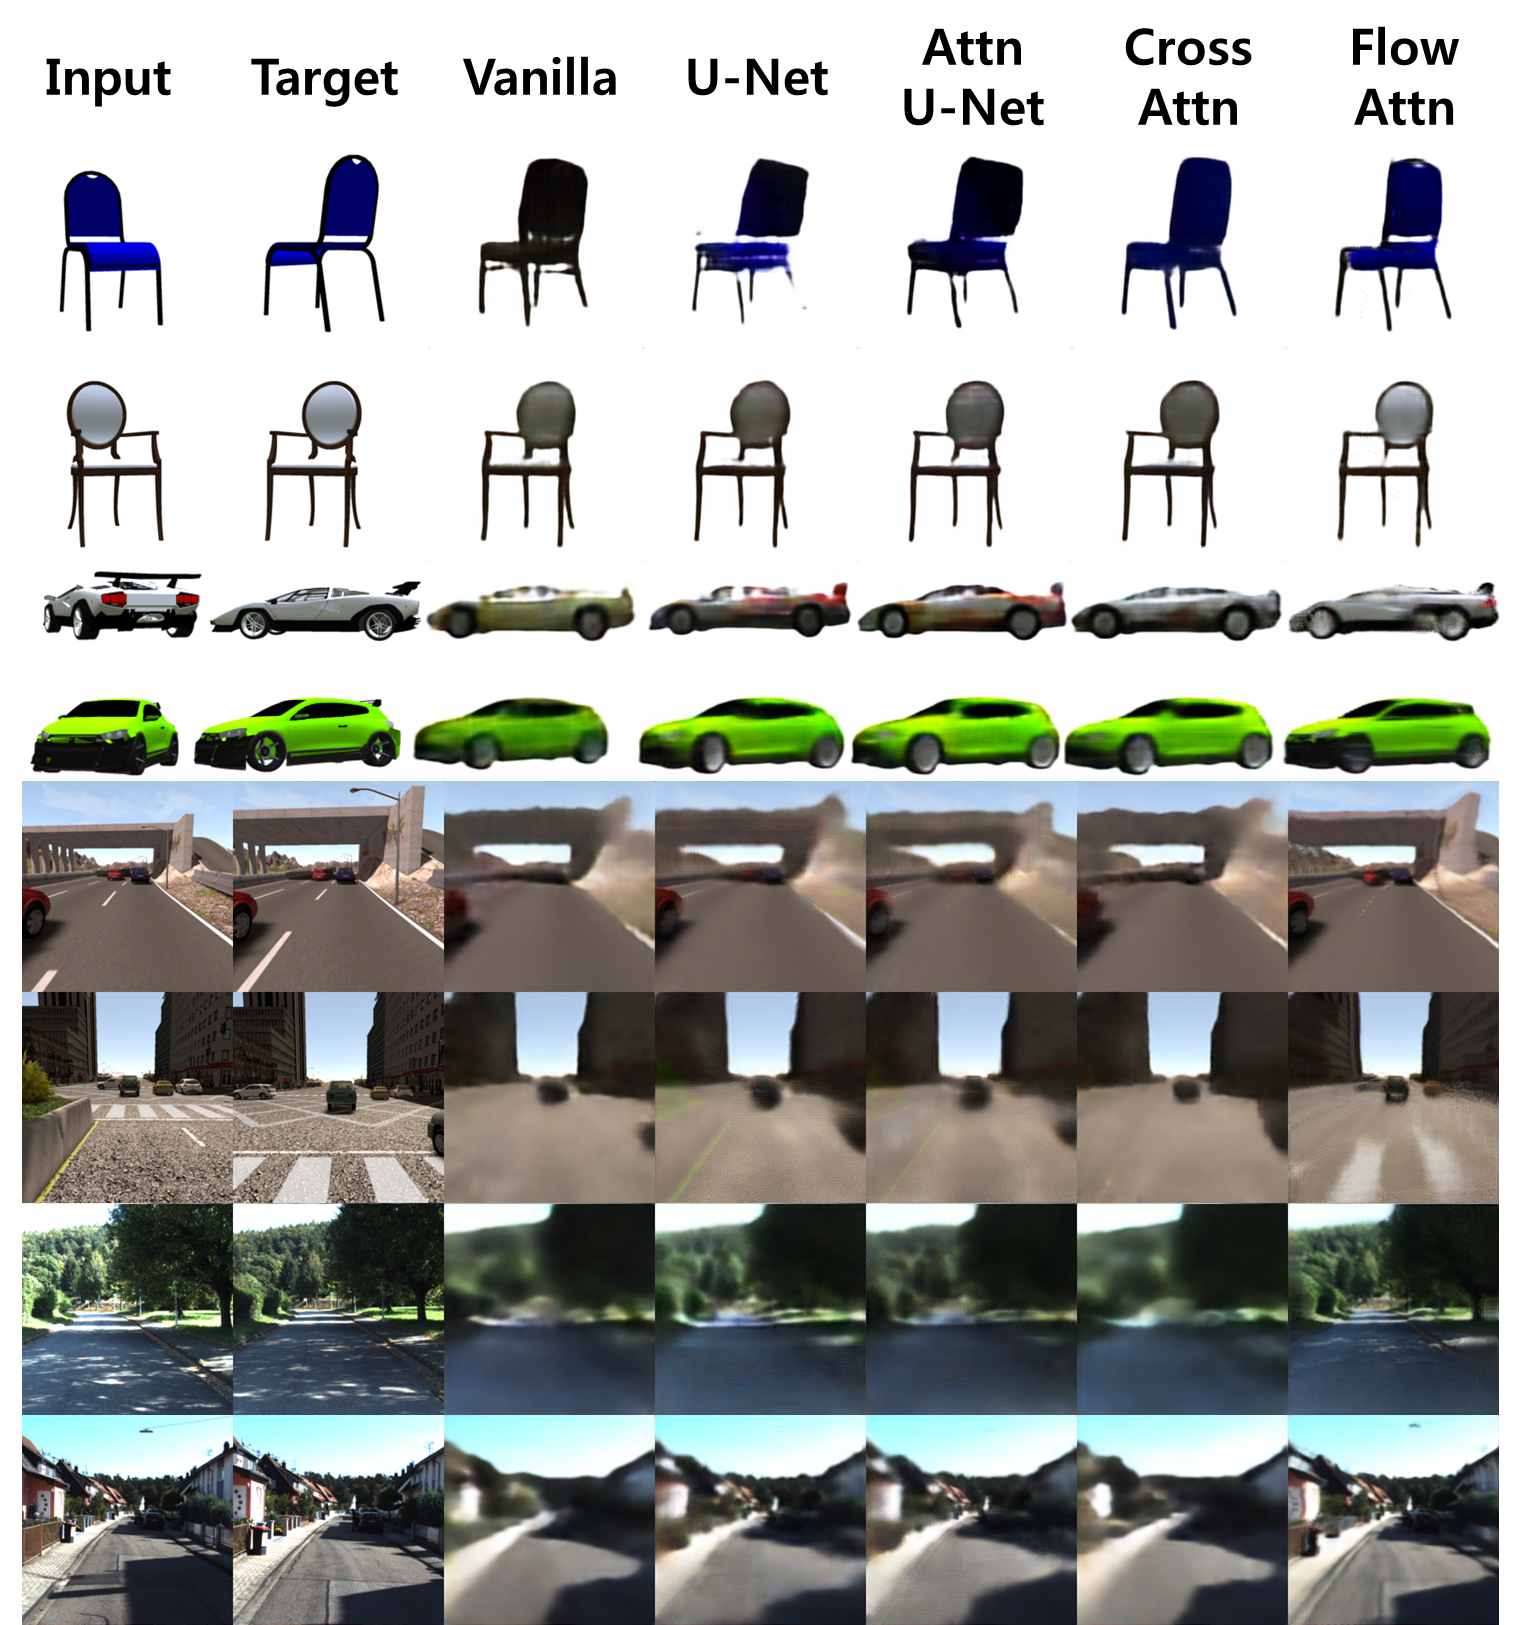 Input
Target
Vanilla
U-Net
Attn
U-Net
Cross
Attn
Flow
Attn